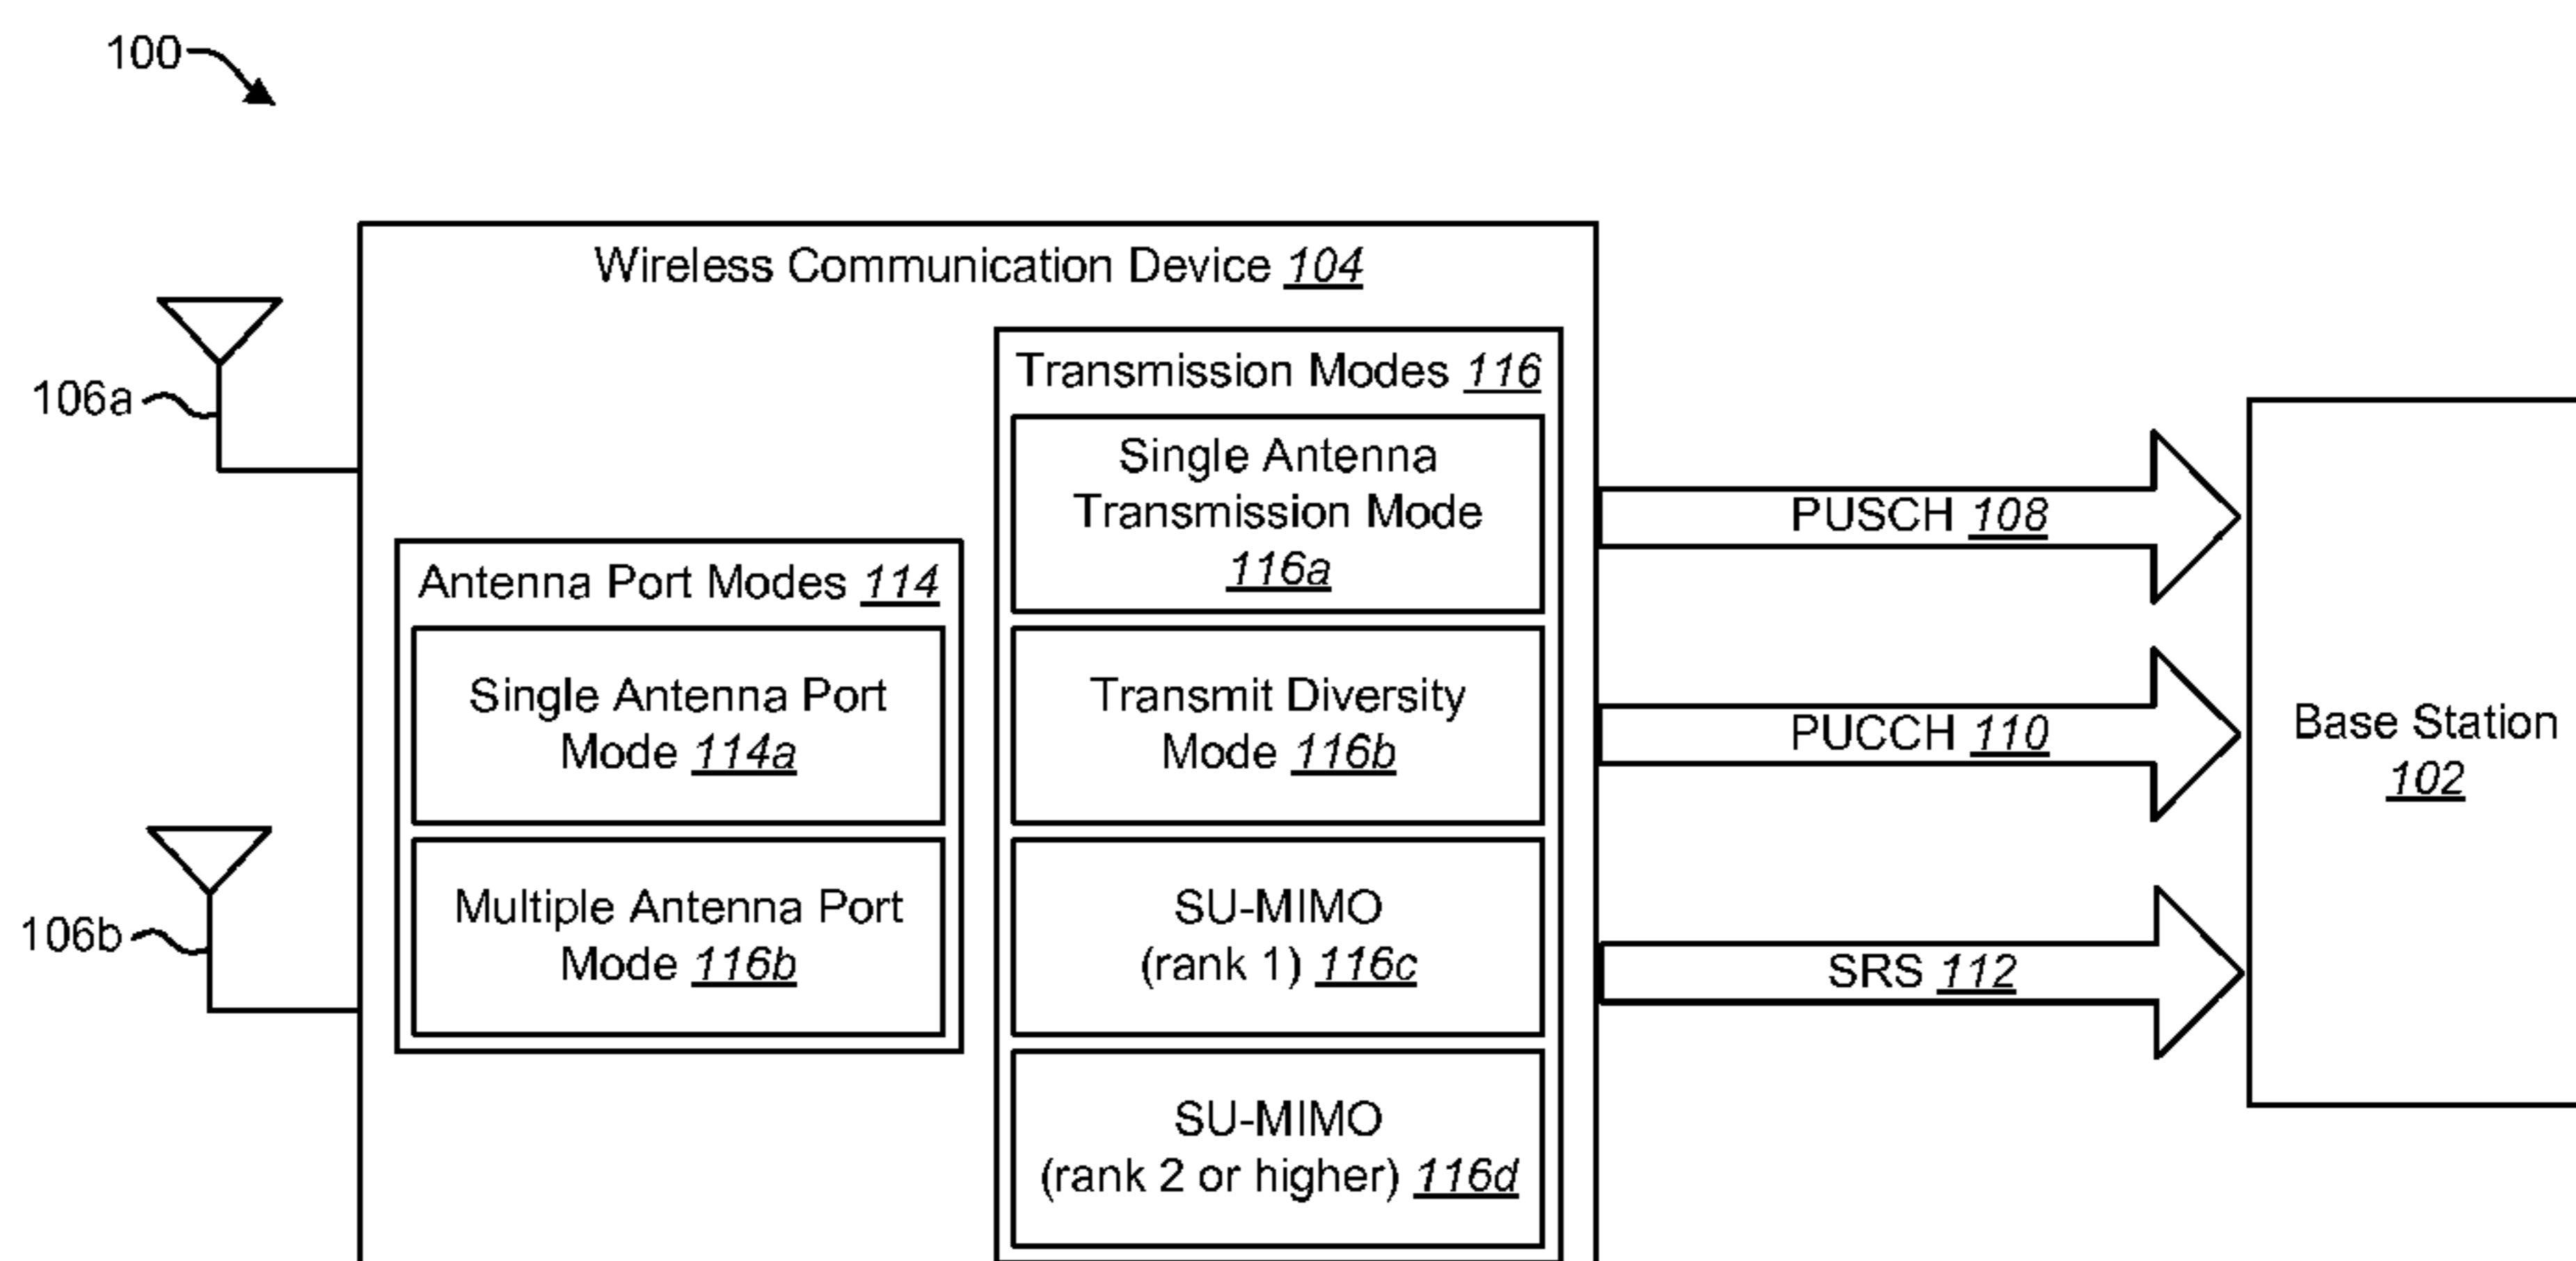 100
Wireless Communication Device 104
106a
Transmission Modes 116
Single Antenna
Transmission Mode
116a
Antenna Port Modes 114
Single Antenna Port
Mode 114a
Transmit Diversity
Mode 116b
Multiple Antenna Port
Mode 116b
SU-MIMO
(rank 1) 116c
SU-MIMO
(rank 2 or higher) 116d
106b
PUSCH 108
PUCCH 110
SRS 112
Base Station
102